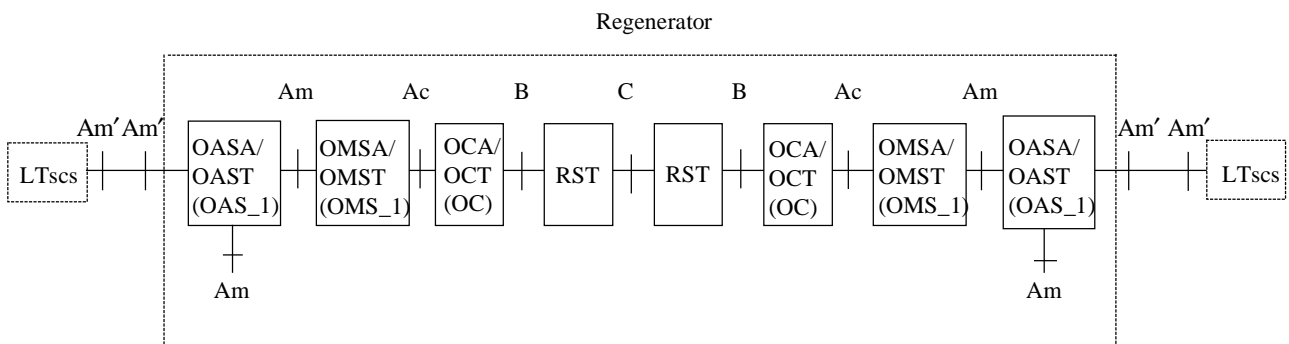 Regenerator
Am Ac B C B Ac Am
Am′ Am′ Am′ Am′
LTscs
OASA/
OAST
(OAS_1)
OMSA/
OMST
(OMS_1)
OCA/
OCT
(OC)
RST
RST
OCA/
OCT
(OC)
OMSA/
OMST
(OMS_1)
OASA/
OAST
(OAS_1)
LTscs
Am Am